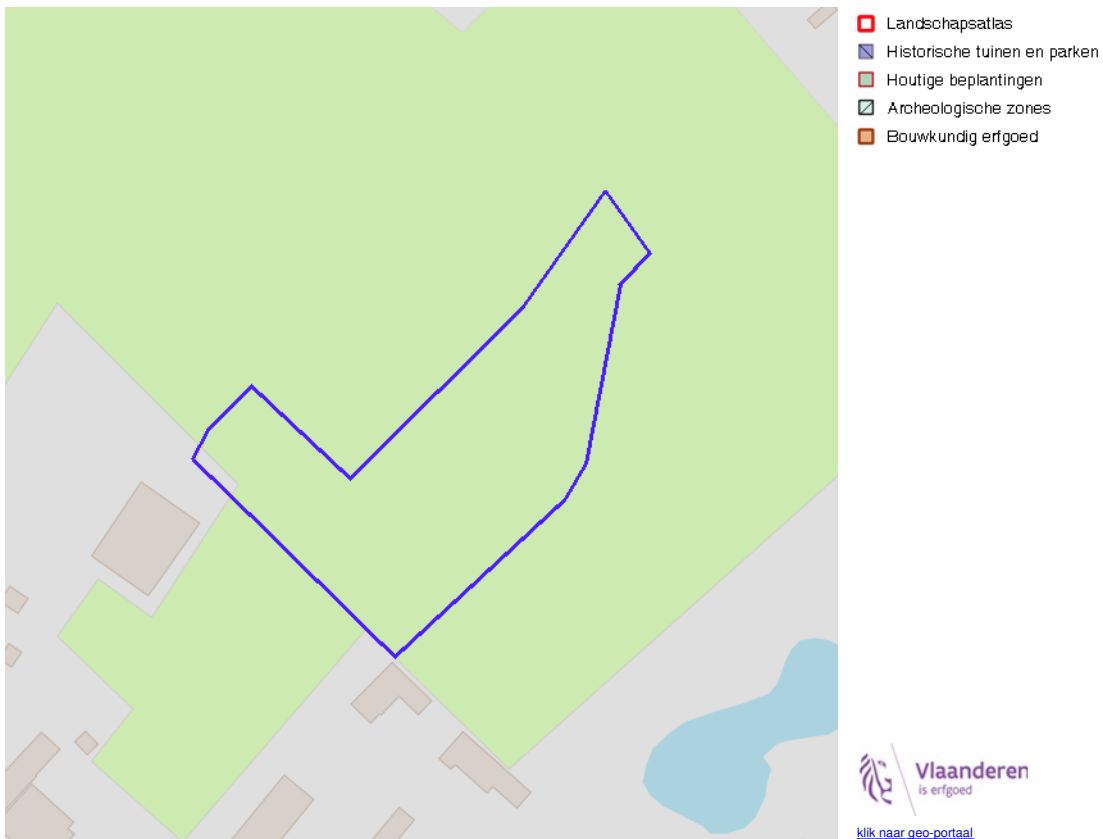 Landschapsatlas
Historische tuinen en parken
Houtige beplantingen
Archeologische zones
Bouwkundig erfgoed
Vlaanderen
is erfgoed
klik naar geo-portaal